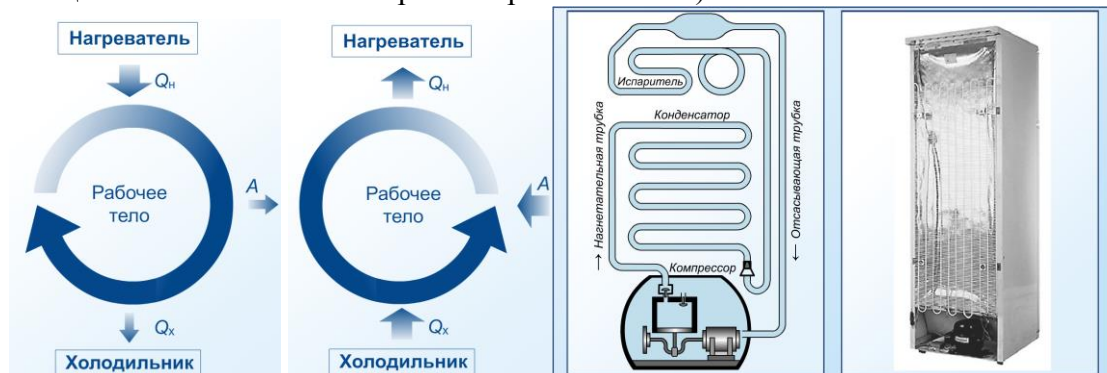 Нагреватель
Qн
Рабочее
тело
A
Qх
Холодильник
Нагреватель
Qн
Рабочее
тело
A
Qх
Холодильник
Испаритель
Конденсатор
→ Нагнетательная трубка
← Отсасывающая трубка
Компрессор